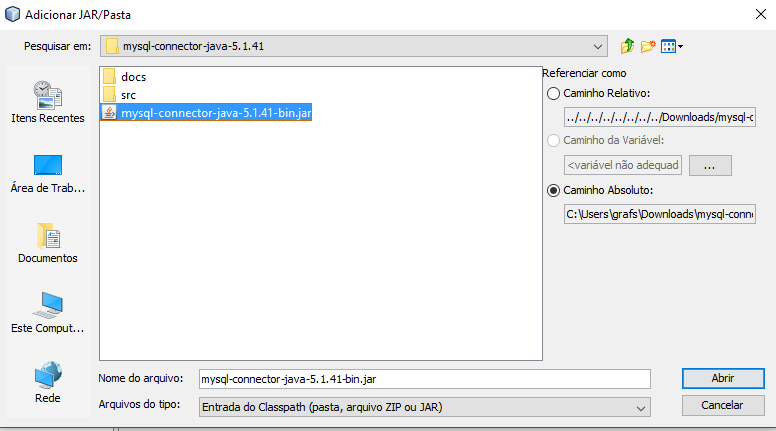 Adicionar JAR/Pasta
Pesquisar em:
mysql-connector-java-5.1.41
Itens Recentes
Área de Trab...
Documentos
Este Comput...
Rede
docs
src
mysql-connector-java-5.1.41-bin.jar
Referenciar como
Caminho Relativo:
../../../../../../../../Downloads/mysql-c
Caminho da Variável:
<variável não adequad
...
Caminho Absoluto:
C:\Users\grafs\Downloads\mysql-conne
Nome do arquivo:
mysql-connector-java-5.1.41-bin.jar
Abrir
Arquivos do tipo:
Entrada do Classpath (pasta, arquivo ZIP ou JAR)
Cancelar